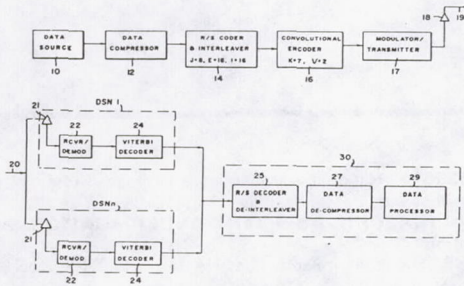 DATA SOURCE
10
DATA COMPRESSOR
12
R/S CODER & INTERLEAVER
J=8, E=16, I=16
14
CONVOLUTIONAL ENCODER
K=7, V=2
16
MODULATOR/ TRANSMITTER
17
18
19
20
DSN 1
21
22
RCVR/ DEMOD
24
VITERBI DECODER
DSNn
21
RCVR/ DEMOD
22
VITERBI DECODER
24
30
25
R/S DECODER & DE-INTERLEAVER
27
DATA DE-COMPRESSOR
29
DATA PROCESSOR